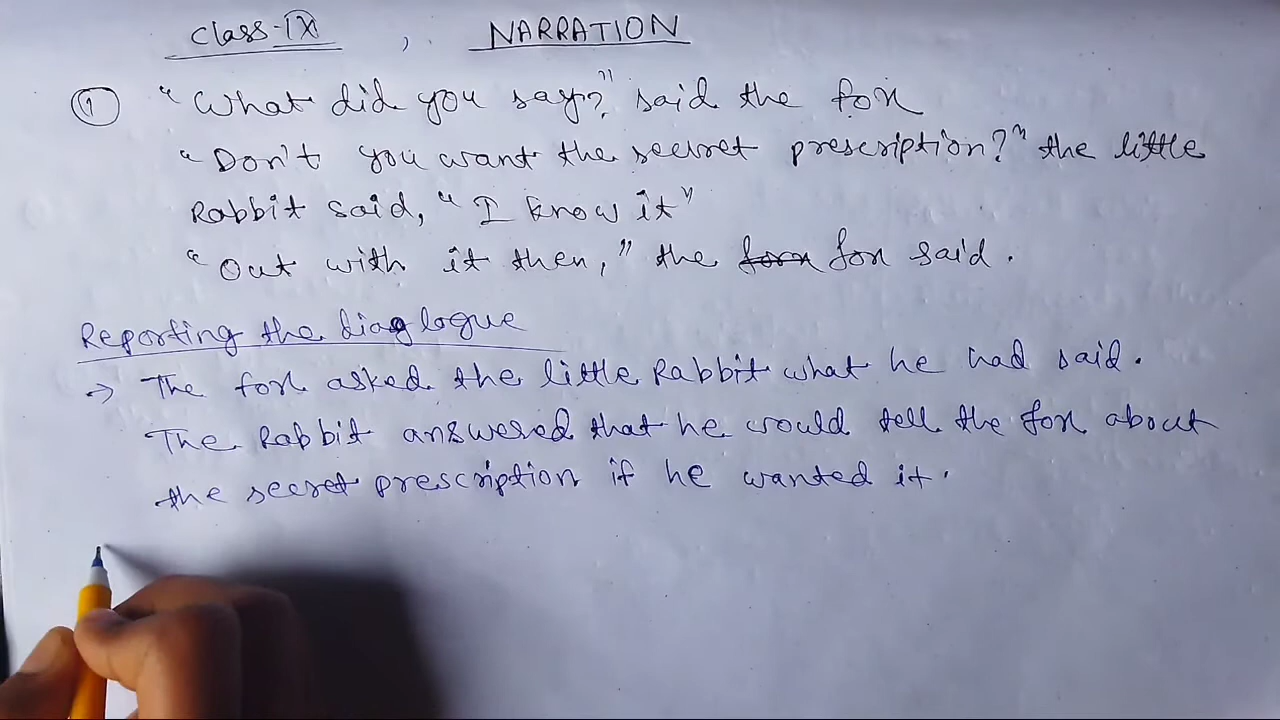 Class-IX , NARRATION
① "What did you say?" said the fox
"Don't you want the secret prescription?" the little
Rabbit said, "I know it"
"Out with it then," the fox said.
Reporting the dialogue
→ The fox asked the little Rabbit what he had said.
The Rabbit answered that he would tell the fox about
the secret prescription if he wanted it.